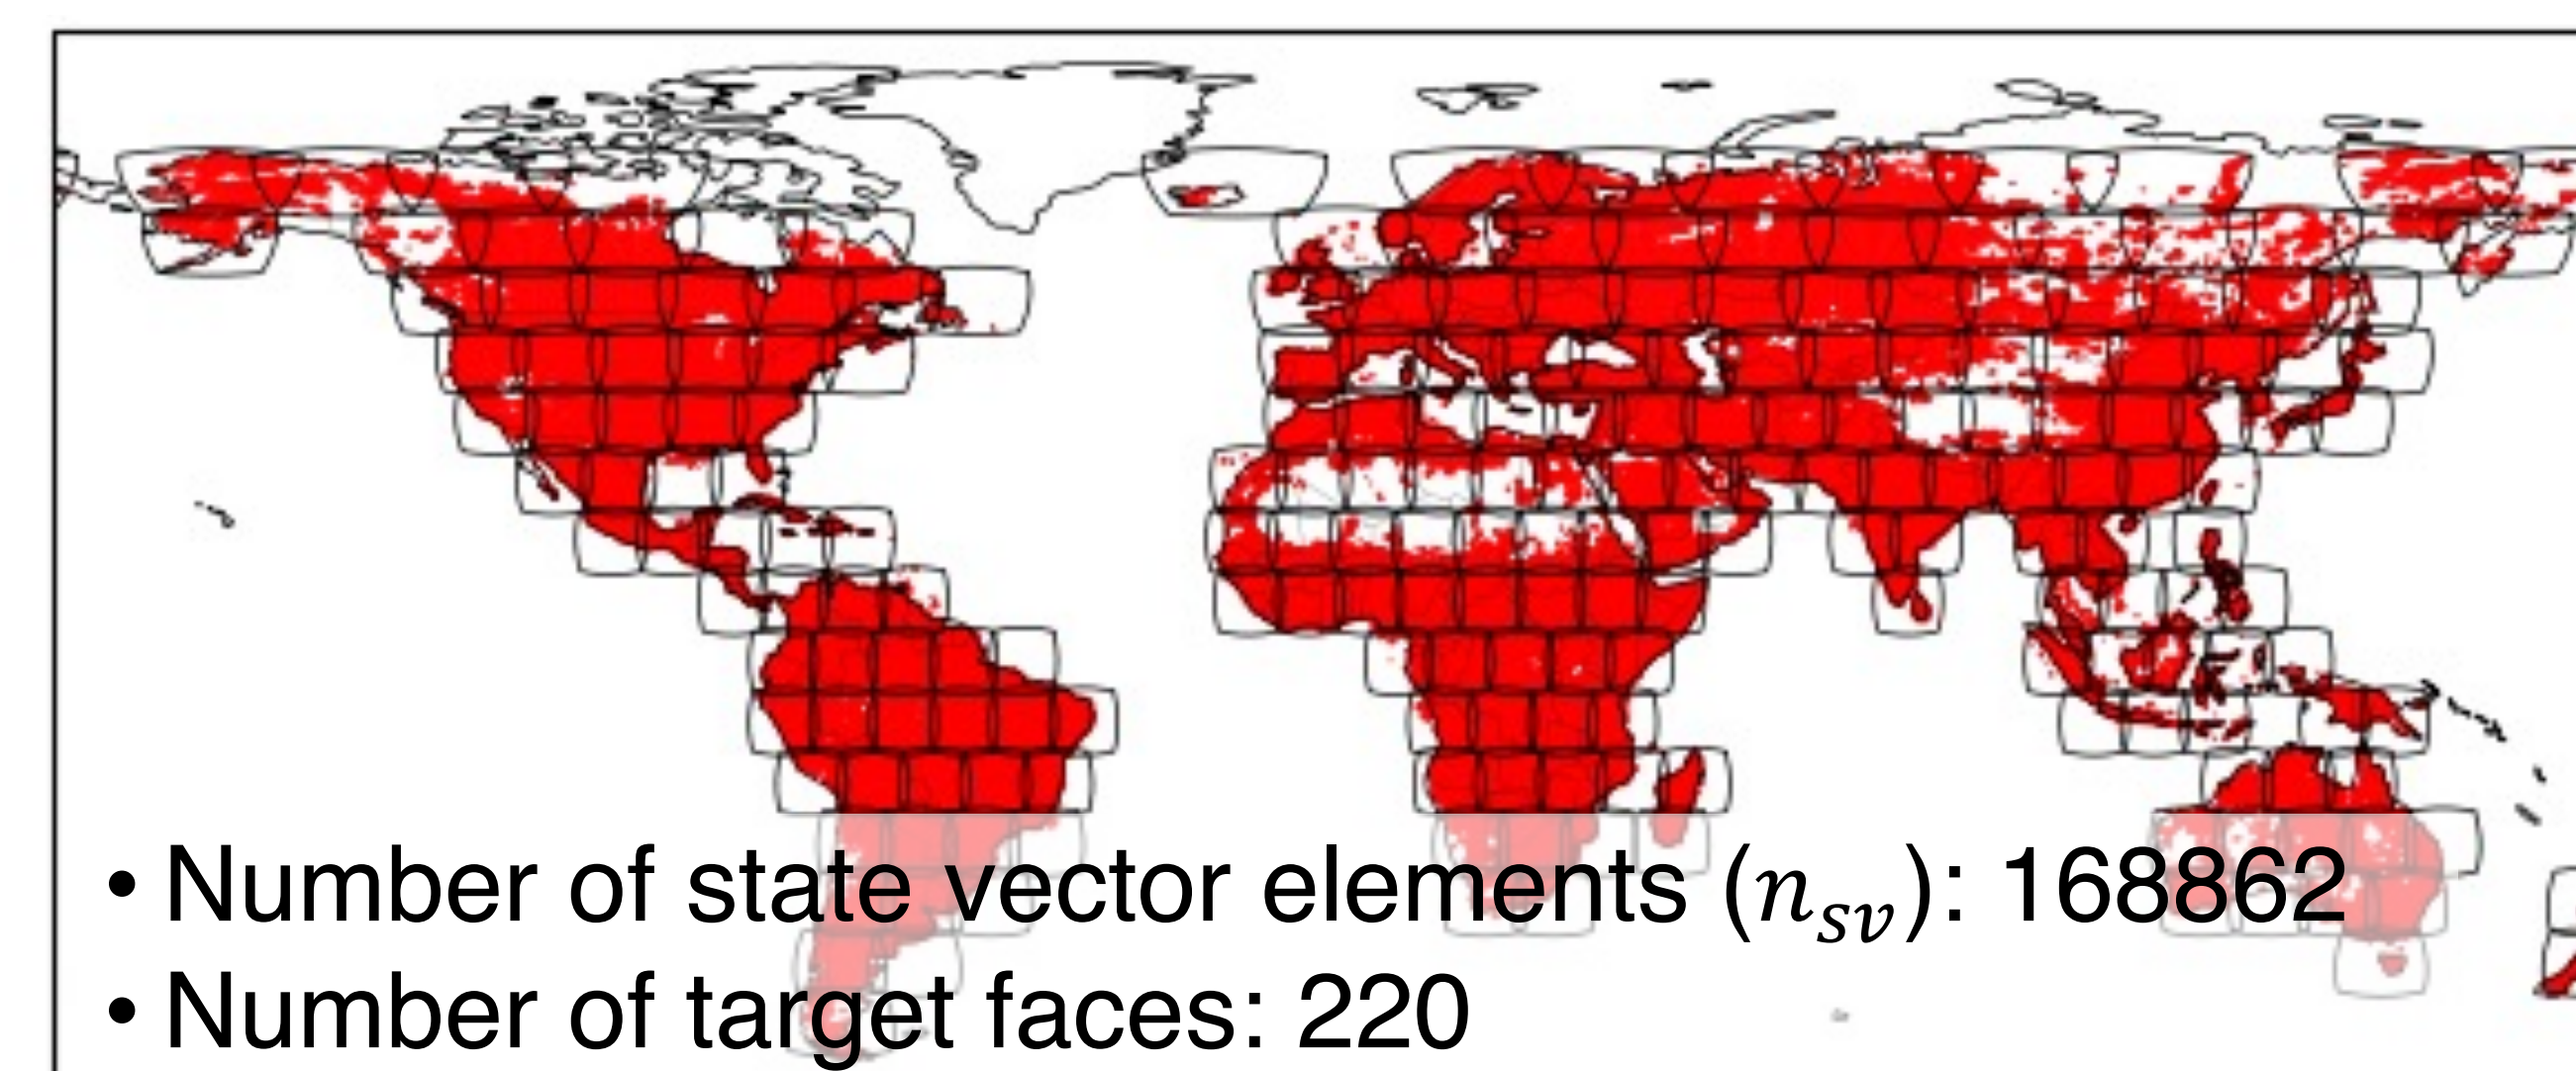 • Number of state vector elements (nₛᵥ): 168862
• Number of target faces: 220